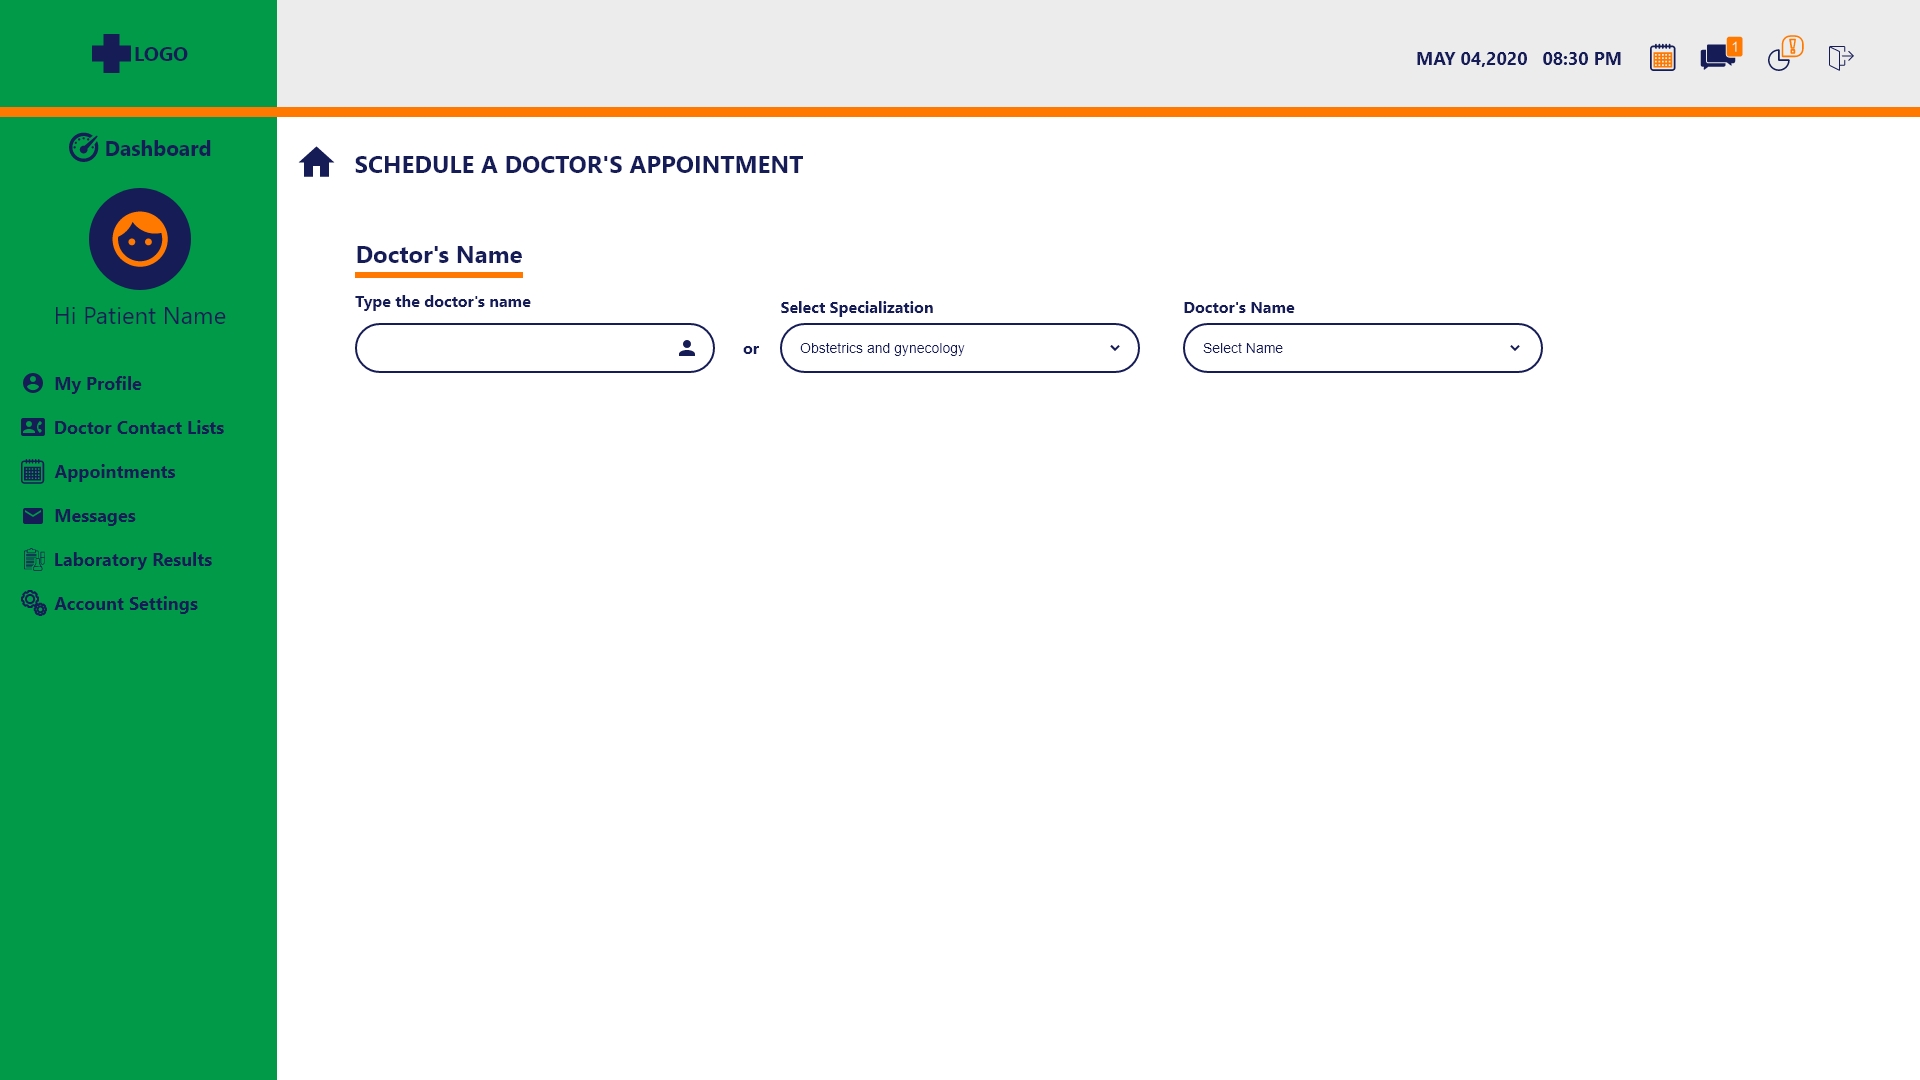 LOGO
MAY 04,2020 08:30 PM
1
Dashboard
Hi Patient Name
My Profile
Doctor Contact Lists
Appointments
Messages
Laboratory Results
Account Settings
SCHEDULE A DOCTOR'S APPOINTMENT
Doctor's Name
Type the doctor's name
or
Select Specialization
Obstetrics and gynecology
Doctor's Name
Select Name